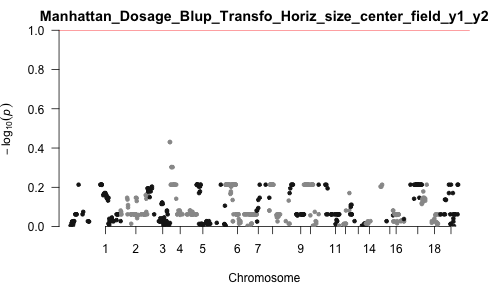 Manhattan_Dosage_Blup_Transfo_Horiz_size_center_field_y1_y2
1.0
0.8
0.6
0.4
0.2
0.0
− log10(p)
1 2 3 4 5 6 7 9 11 14 16 18
Chromosome